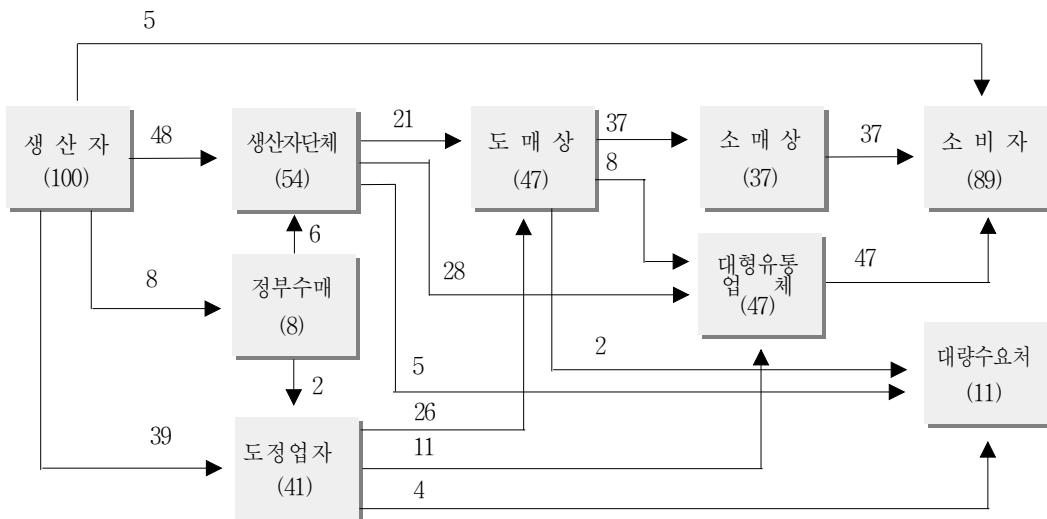 5
생 산 자
(100)
48
생산자단체
(54)
21
도 매 상
(47)
37
8
소 매 상
(37)
37
소 비 자
(89)
6
28
8
정부수매
(8)
대형유통
업 체
(47)
47
2
5
2
대량수요처
(11)
39
도정업자
(41)
26
11
4